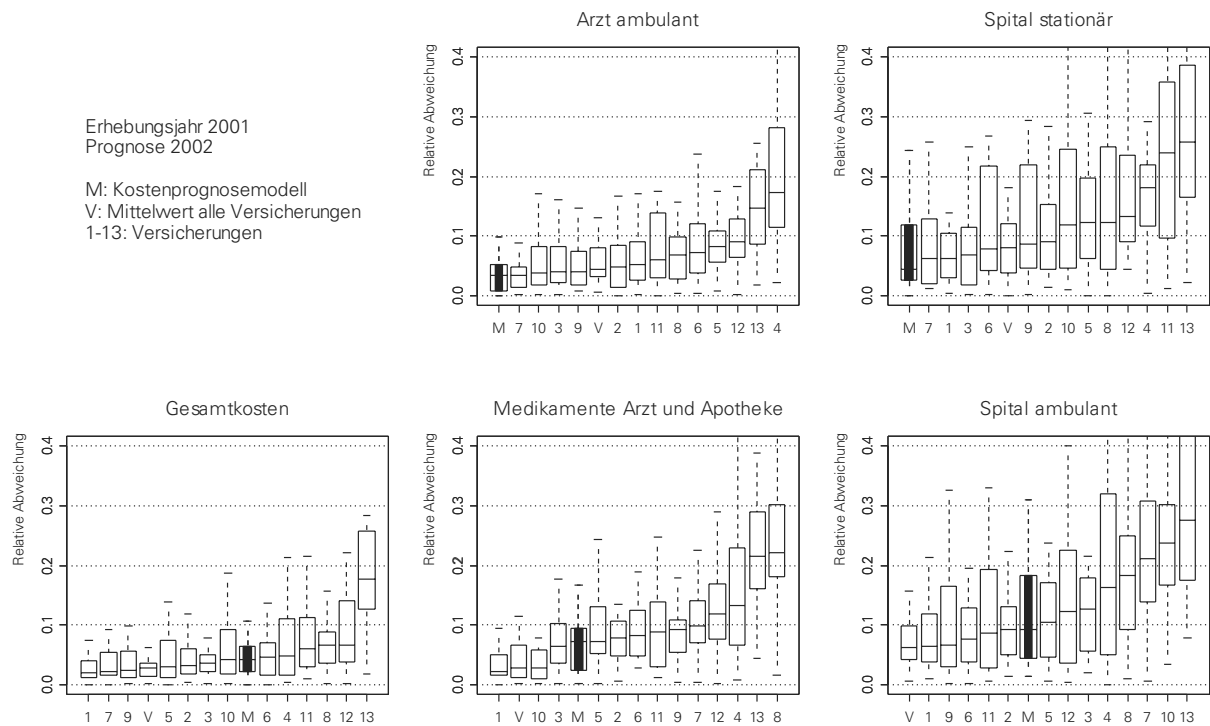 Arzt ambulant
Relative Abweichung
0.4
0.3
0.2
0.1
0.0
M 7 10 3 9 V 2 1 11 8 6 5 12 13 4
Spital stationär
Relative Abweichung
0.4
0.3
0.2
0.1
0.0
M 7 1 3 6 V 9 2 10 5 8 12 4 11 13
Erhebungsjahr 2001
Prognose 2002
M: Kostenprognosemodell
V: Mittelwert alle Versicherungen
1-13: Versicherungen
Gesamtkosten
Relative Abweichung
0.4
0.3
0.2
0.1
0.0
1 7 9 V 5 2 3 10 M 6 4 11 8 12 13
Medikamente Arzt und Apotheke
Relative Abweichung
0.4
0.3
0.2
0.1
0.0
1 V 10 3 M 5 2 6 11 9 7 12 4 13 8
Spital ambulant
Relative Abweichung
0.4
0.3
0.2
0.1
0.0
V 1 9 6 11 2 M 5 12 3 4 8 7 10 13